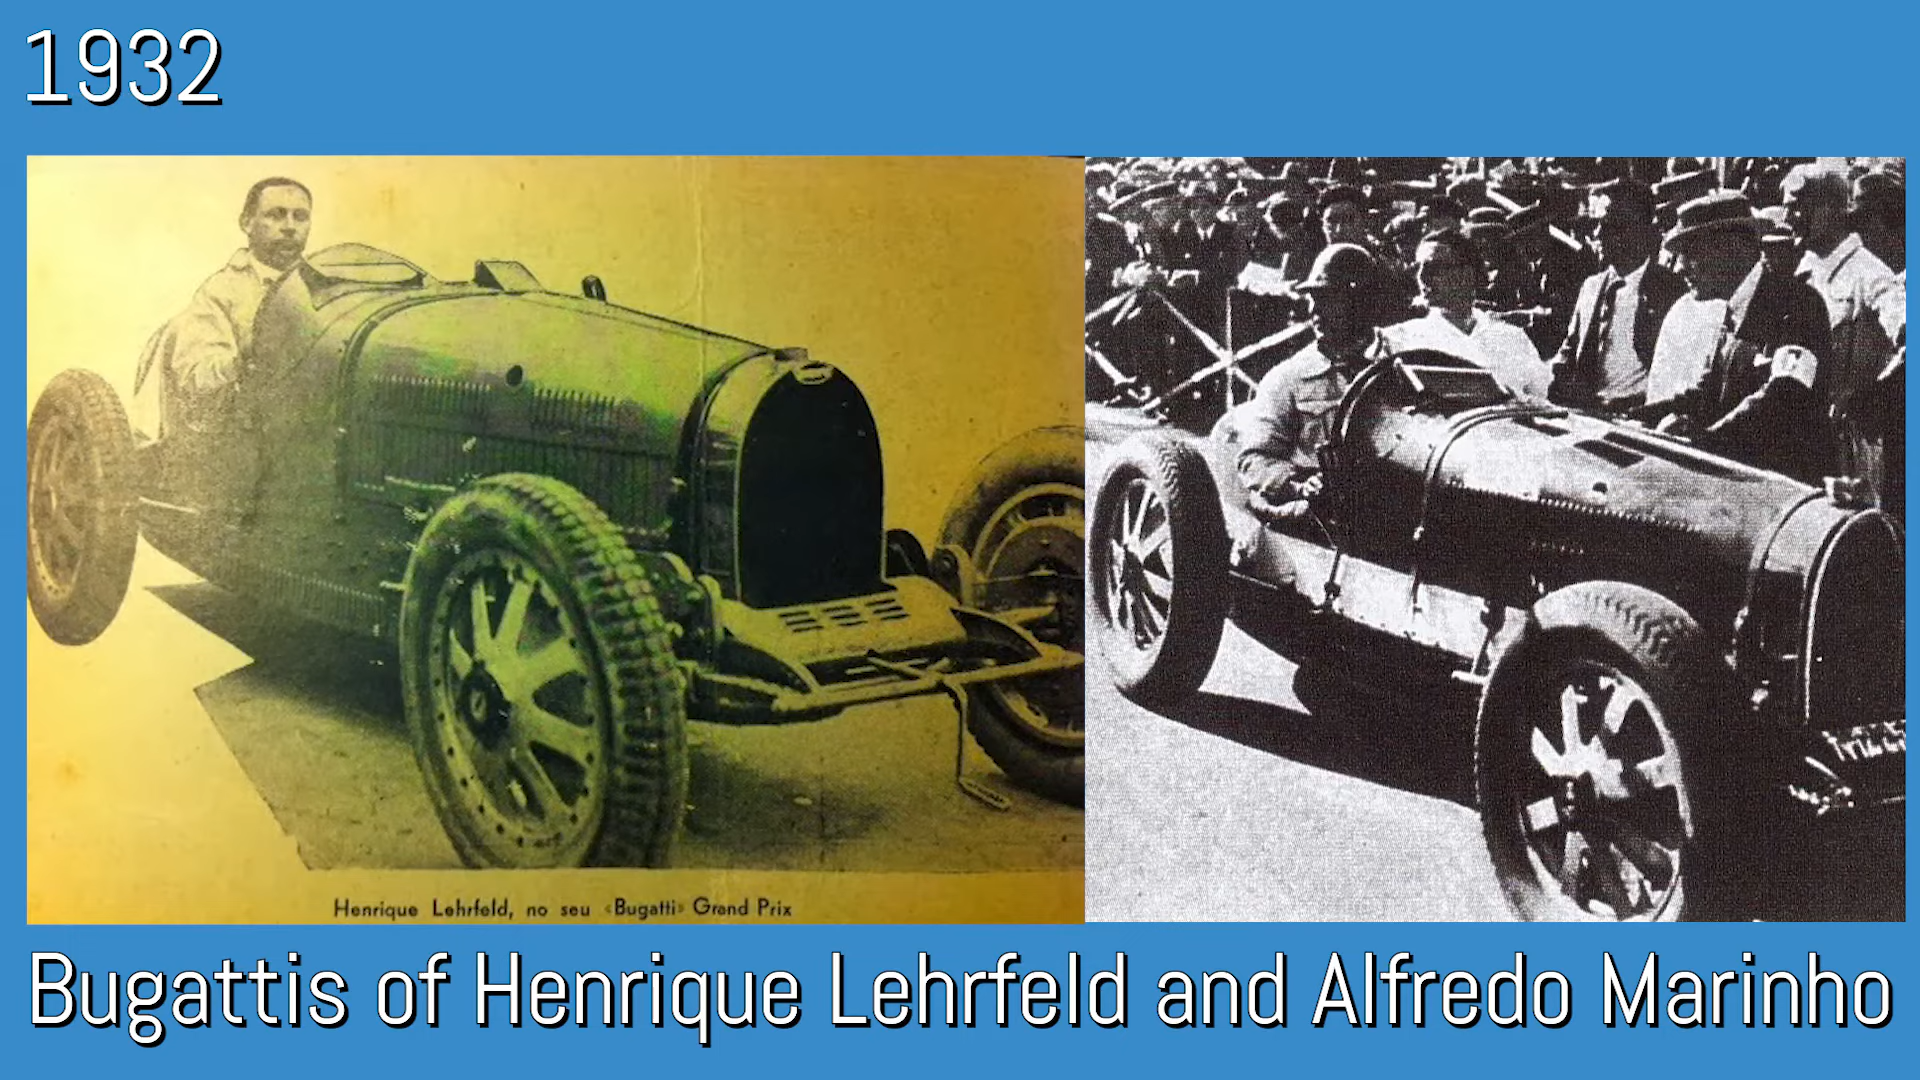 1932
Henrique Lehrfeld, no seu «Bugatti» Grand Prix
Bugattis of Henrique Lehrfeld and Alfredo Marinho